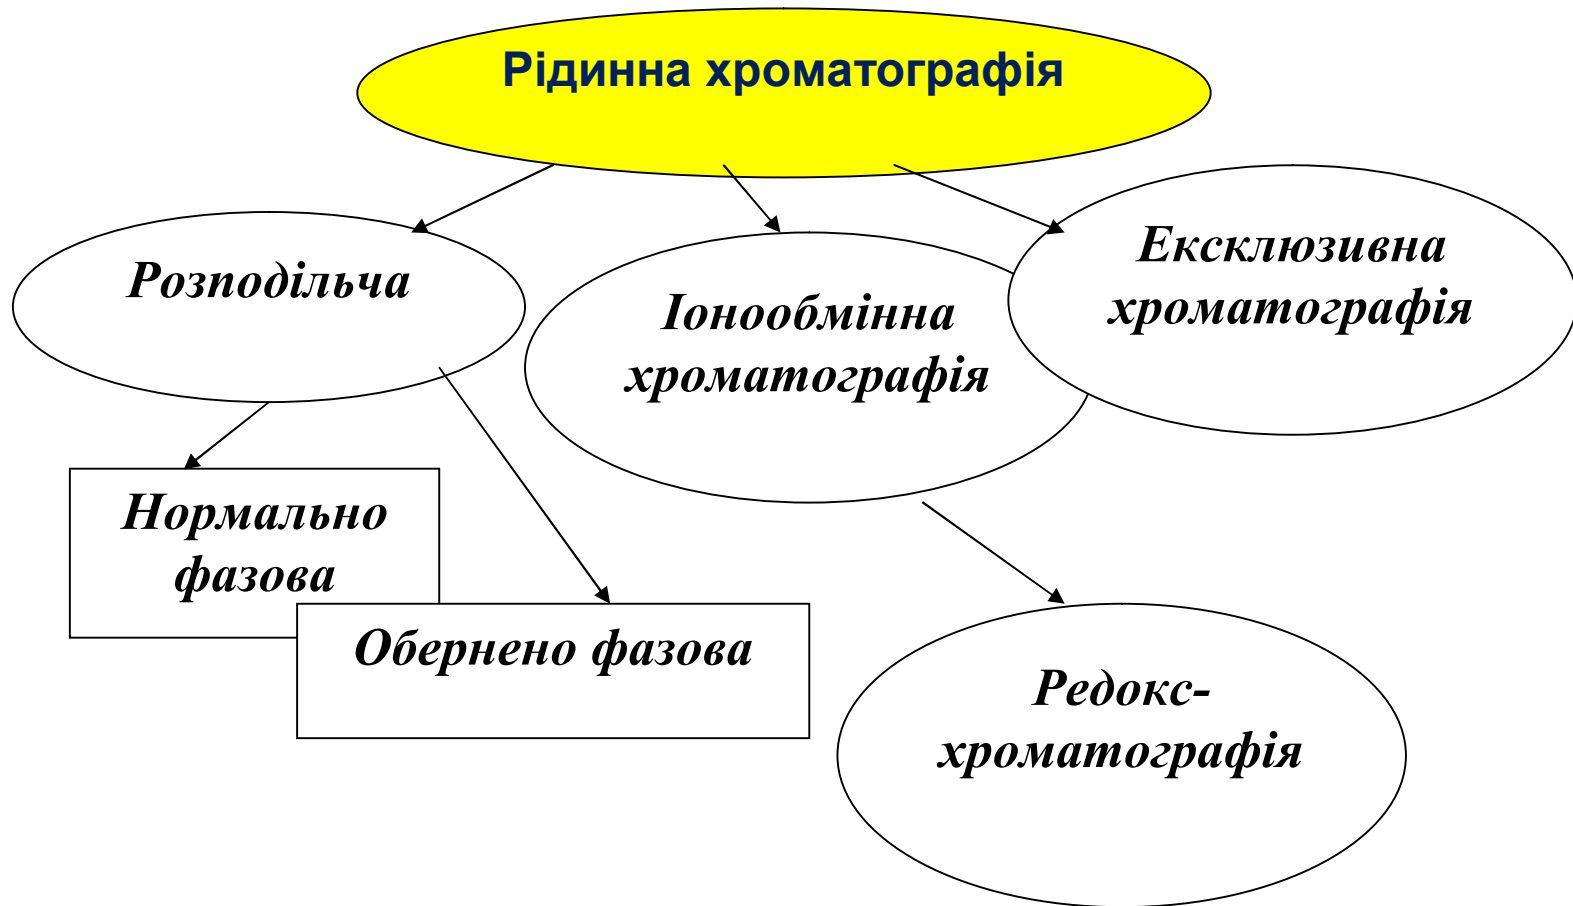 Рідинна хроматографія
Розподільча
Іонообмінна
хроматографія
Ексклюзивна
хроматографія
Нормально
фазова
Обернено фазова
Редокс-
хроматографія